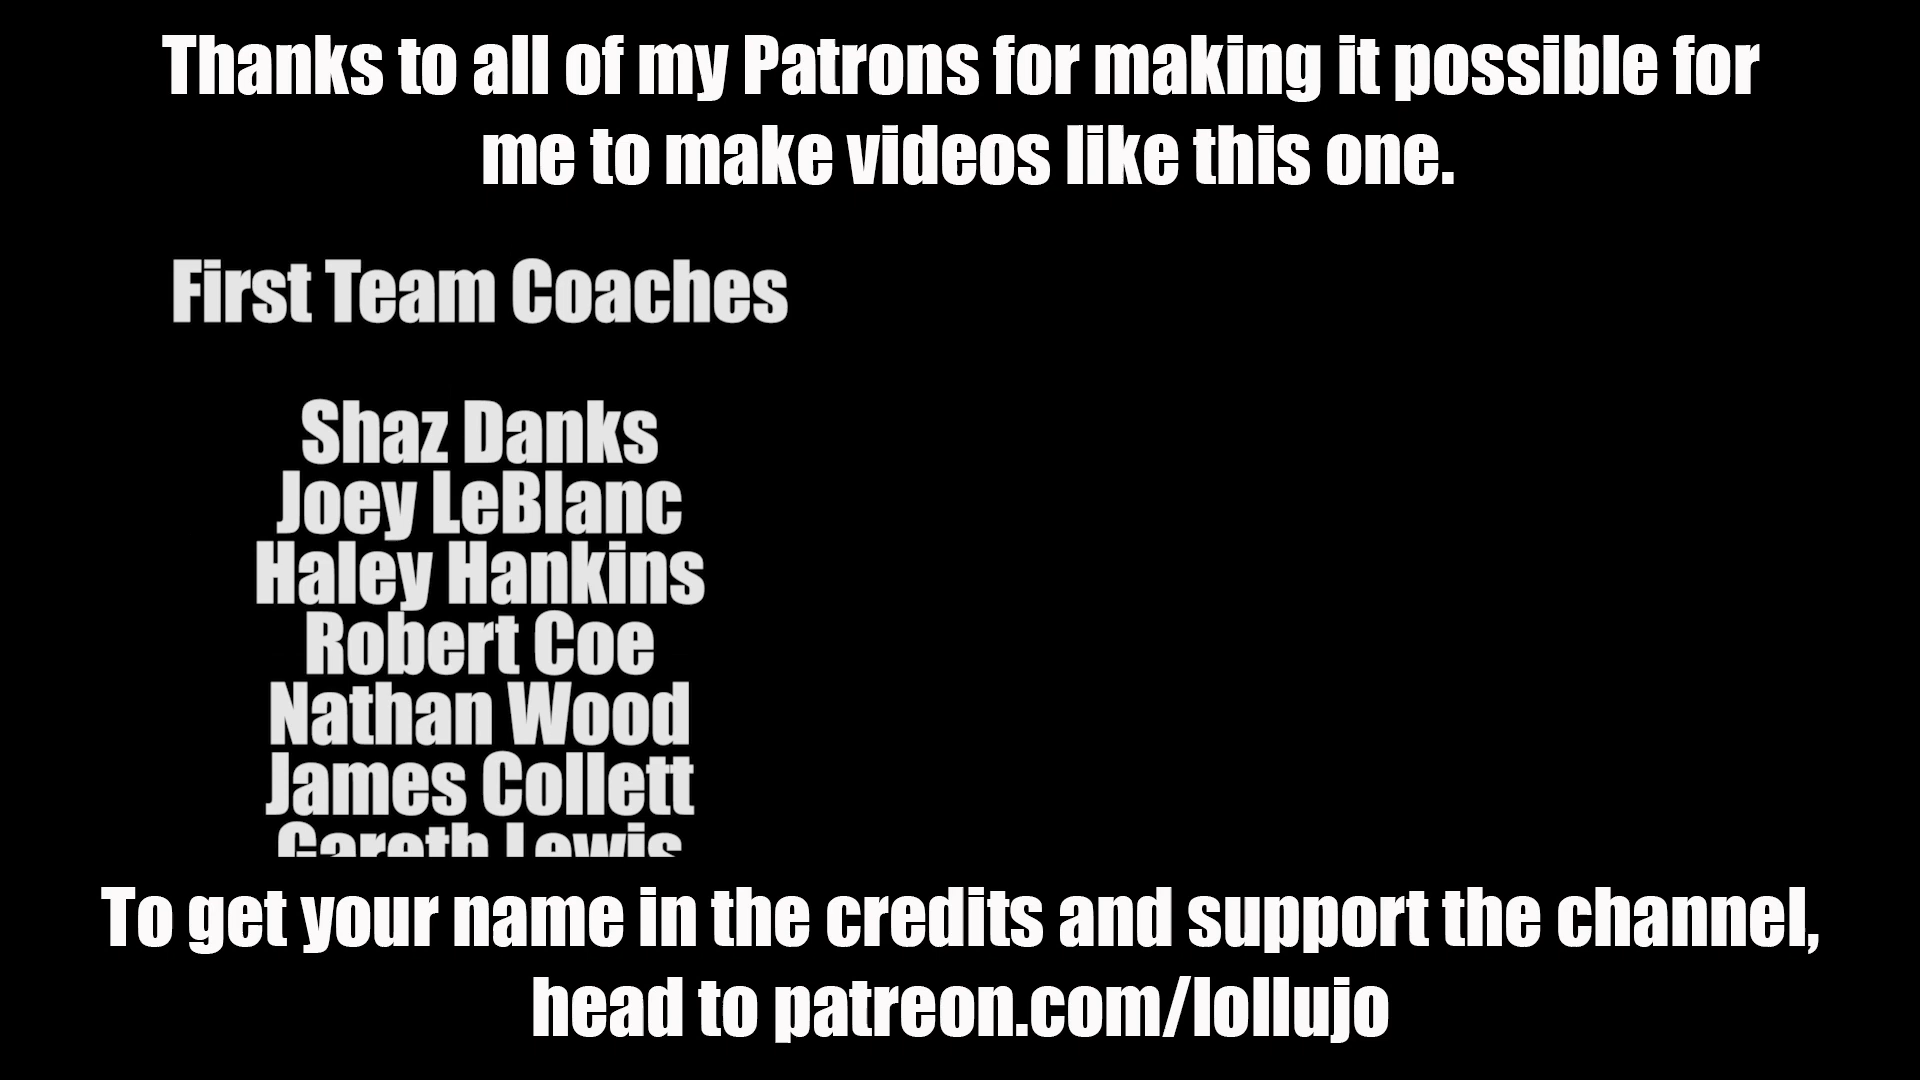 Thanks to all of my Patrons for making it possible for
me to make videos like this one.
First Team Coaches
Shaz Danks
Joey LeBlanc
Haley Hankins
Robert Coe
Nathan Wood
James Collett
Gareth Lewis
To get your name in the credits and support the channel,
head to patreon.com/lollujo